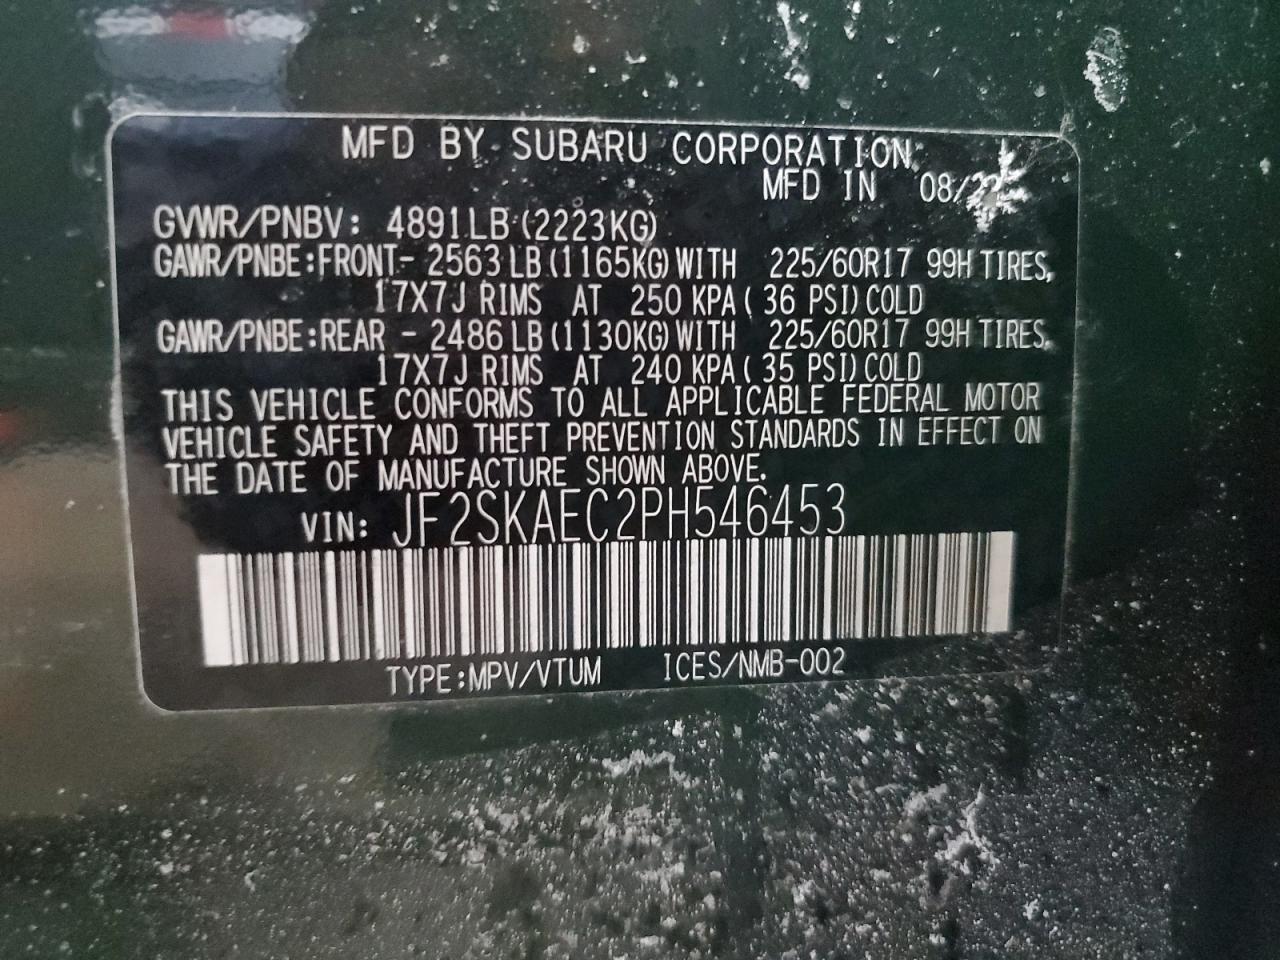 MFD BY SUBARU CORPORATION
MFD IN 08/
GVWR/PNBV: 4891LB (2223KG)
GAWR/PNBE:FRONT- 2563 LB (1165KG) WITH 225/60R17 99H TIRES,
17X7J RIMS AT 250 KPA ( 36 PSI) COLD
GAWR/PNBE:REAR - 2486 LB (1130KG) WITH 225/60R17 99H TIRES,
17X7J RIMS AT 240 KPA ( 35 PSI) COLD
THIS VEHICLE CONFORMS TO ALL APPLICABLE FEDERAL MOTOR
VEHICLE SAFETY AND THEFT PREVENTION STANDARDS IN EFFECT ON
THE DATE OF MANUFACTURE SHOWN ABOVE.
VIN: JF2SKAEC2PH546453
TYPE:MPV/VTUM ICES/NMB-002